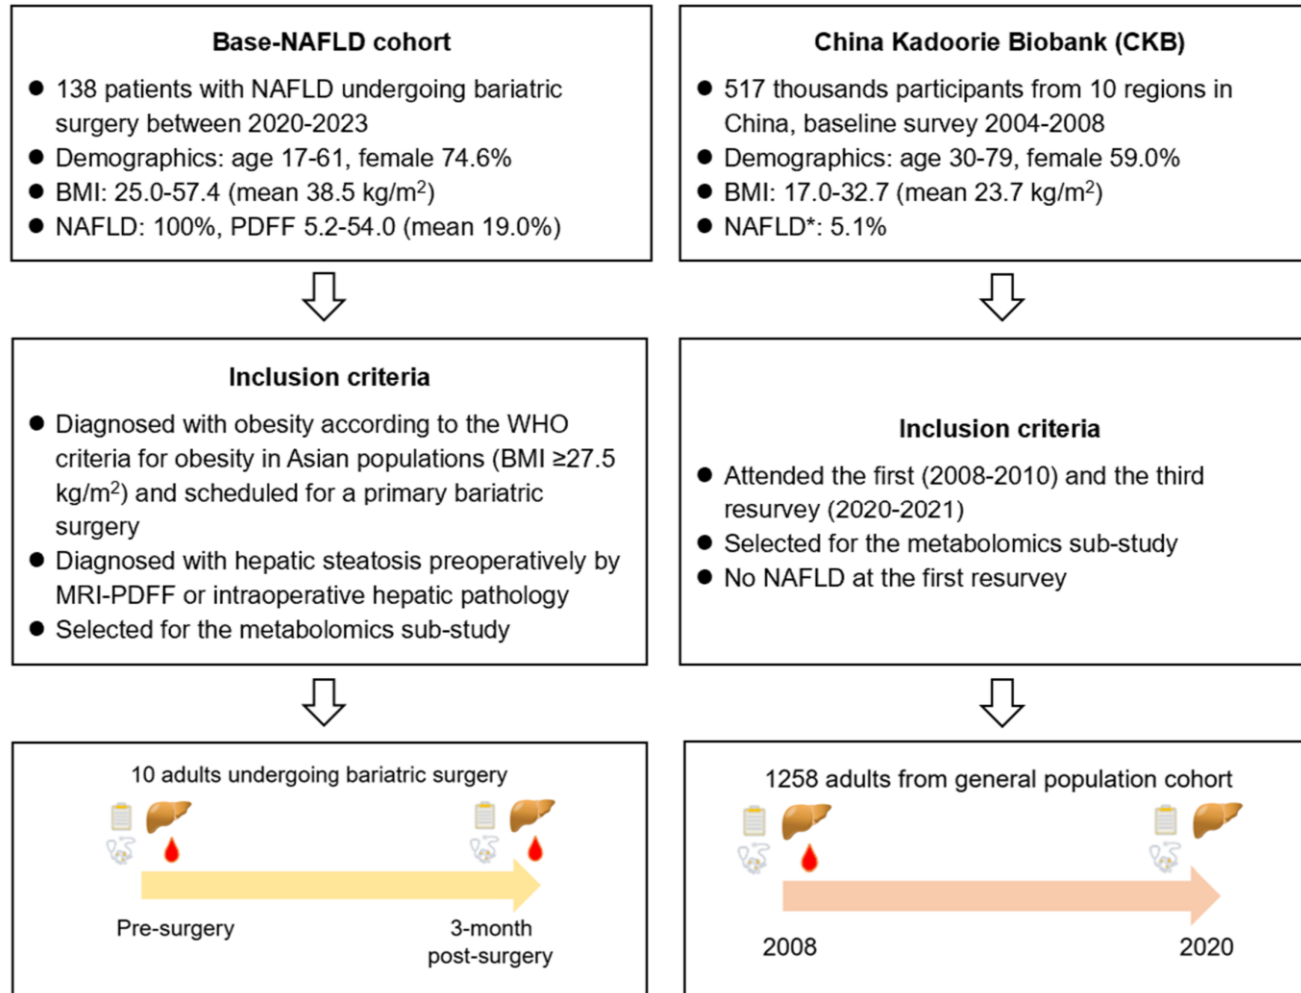 Base-NAFLD cohort
● 138 patients with NAFLD undergoing bariatric
surgery between 2020-2023
● Demographics: age 17-61, female 74.6%
● BMI: 25.0-57.4 (mean 38.5 kg/m²)
● NAFLD: 100%, PDFF 5.2-54.0 (mean 19.0%)
Inclusion criteria
● Diagnosed with obesity according to the WHO
criteria for obesity in Asian populations (BMI ≥27.5
kg/m²) and scheduled for a primary bariatric
surgery
● Diagnosed with hepatic steatosis preoperatively by
MRI-PDFF or intraoperative hepatic pathology
● Selected for the metabolomics sub-study
10 adults undergoing bariatric surgery
Pre-surgery
3-month
post-surgery
China Kadoorie Biobank (CKB)
● 517 thousands participants from 10 regions in
China, baseline survey 2004-2008
● Demographics: age 30-79, female 59.0%
● BMI: 17.0-32.7 (mean 23.7 kg/m²)
● NAFLD*: 5.1%
Inclusion criteria
● Attended the first (2008-2010) and the third
resurvey (2020-2021)
● Selected for the metabolomics sub-study
● No NAFLD at the first resurvey
1258 adults from general population cohort
2008
2020